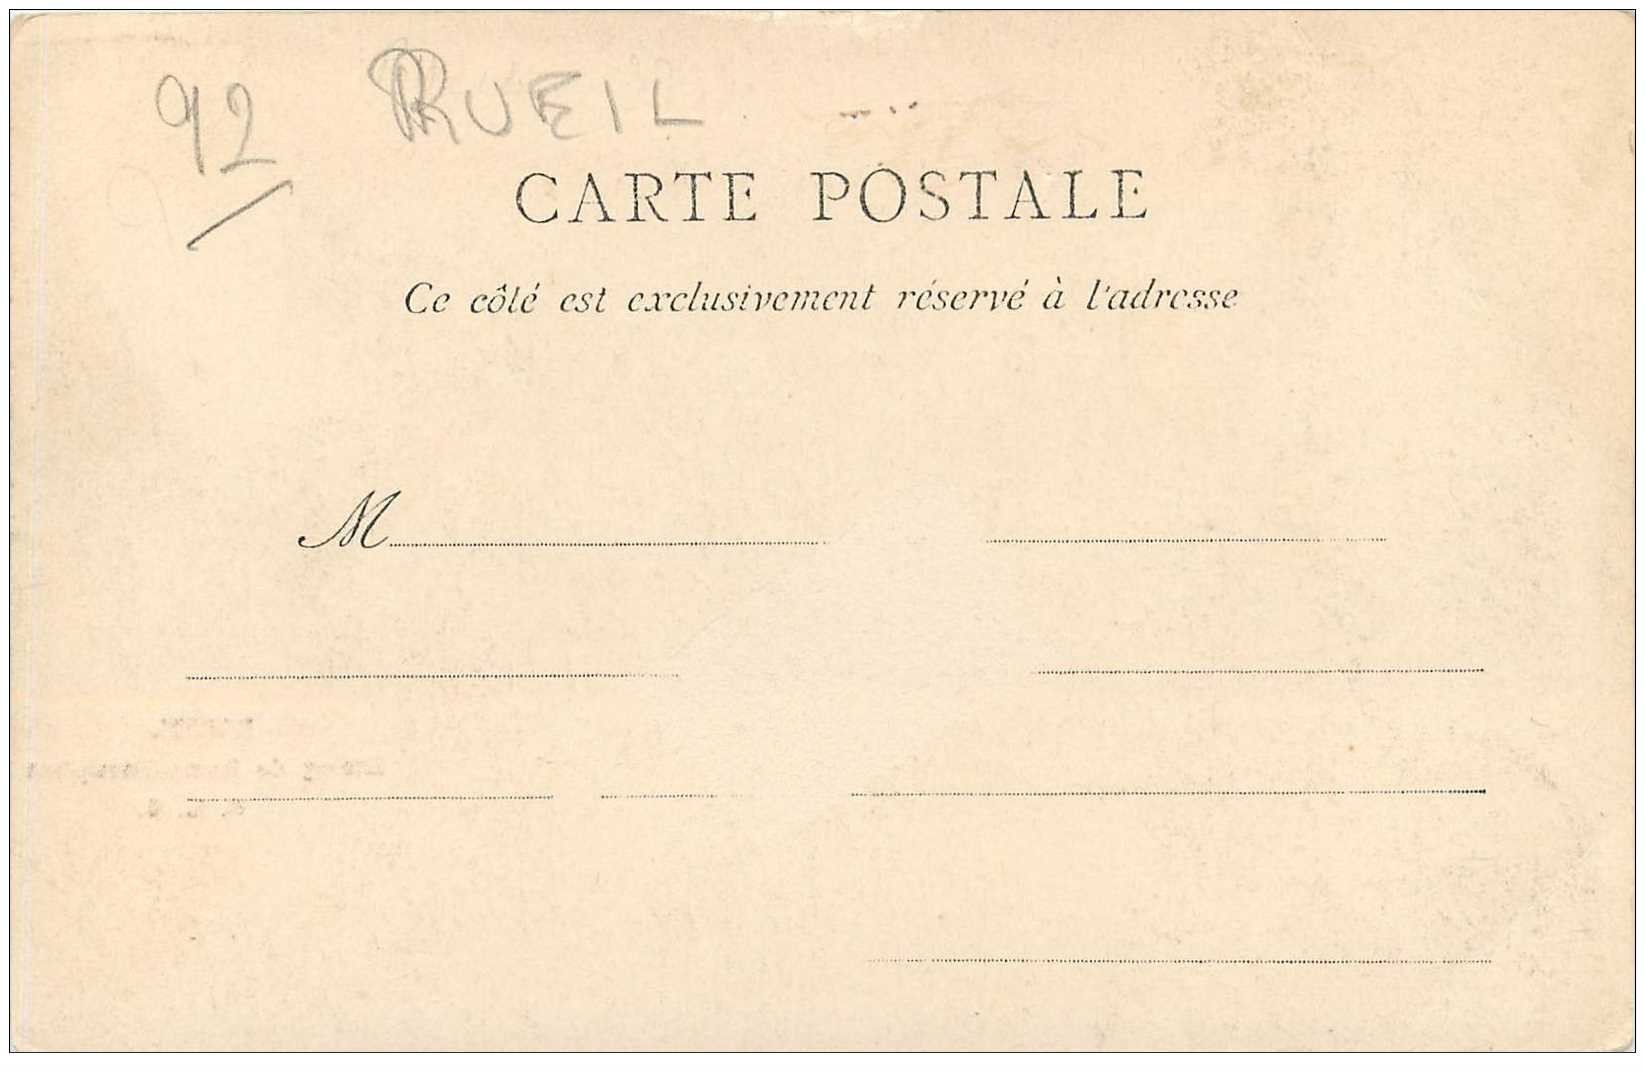 92 RUEIL
CARTE POSTALE
Ce côté est exclusivement réservé à l'adresse
M